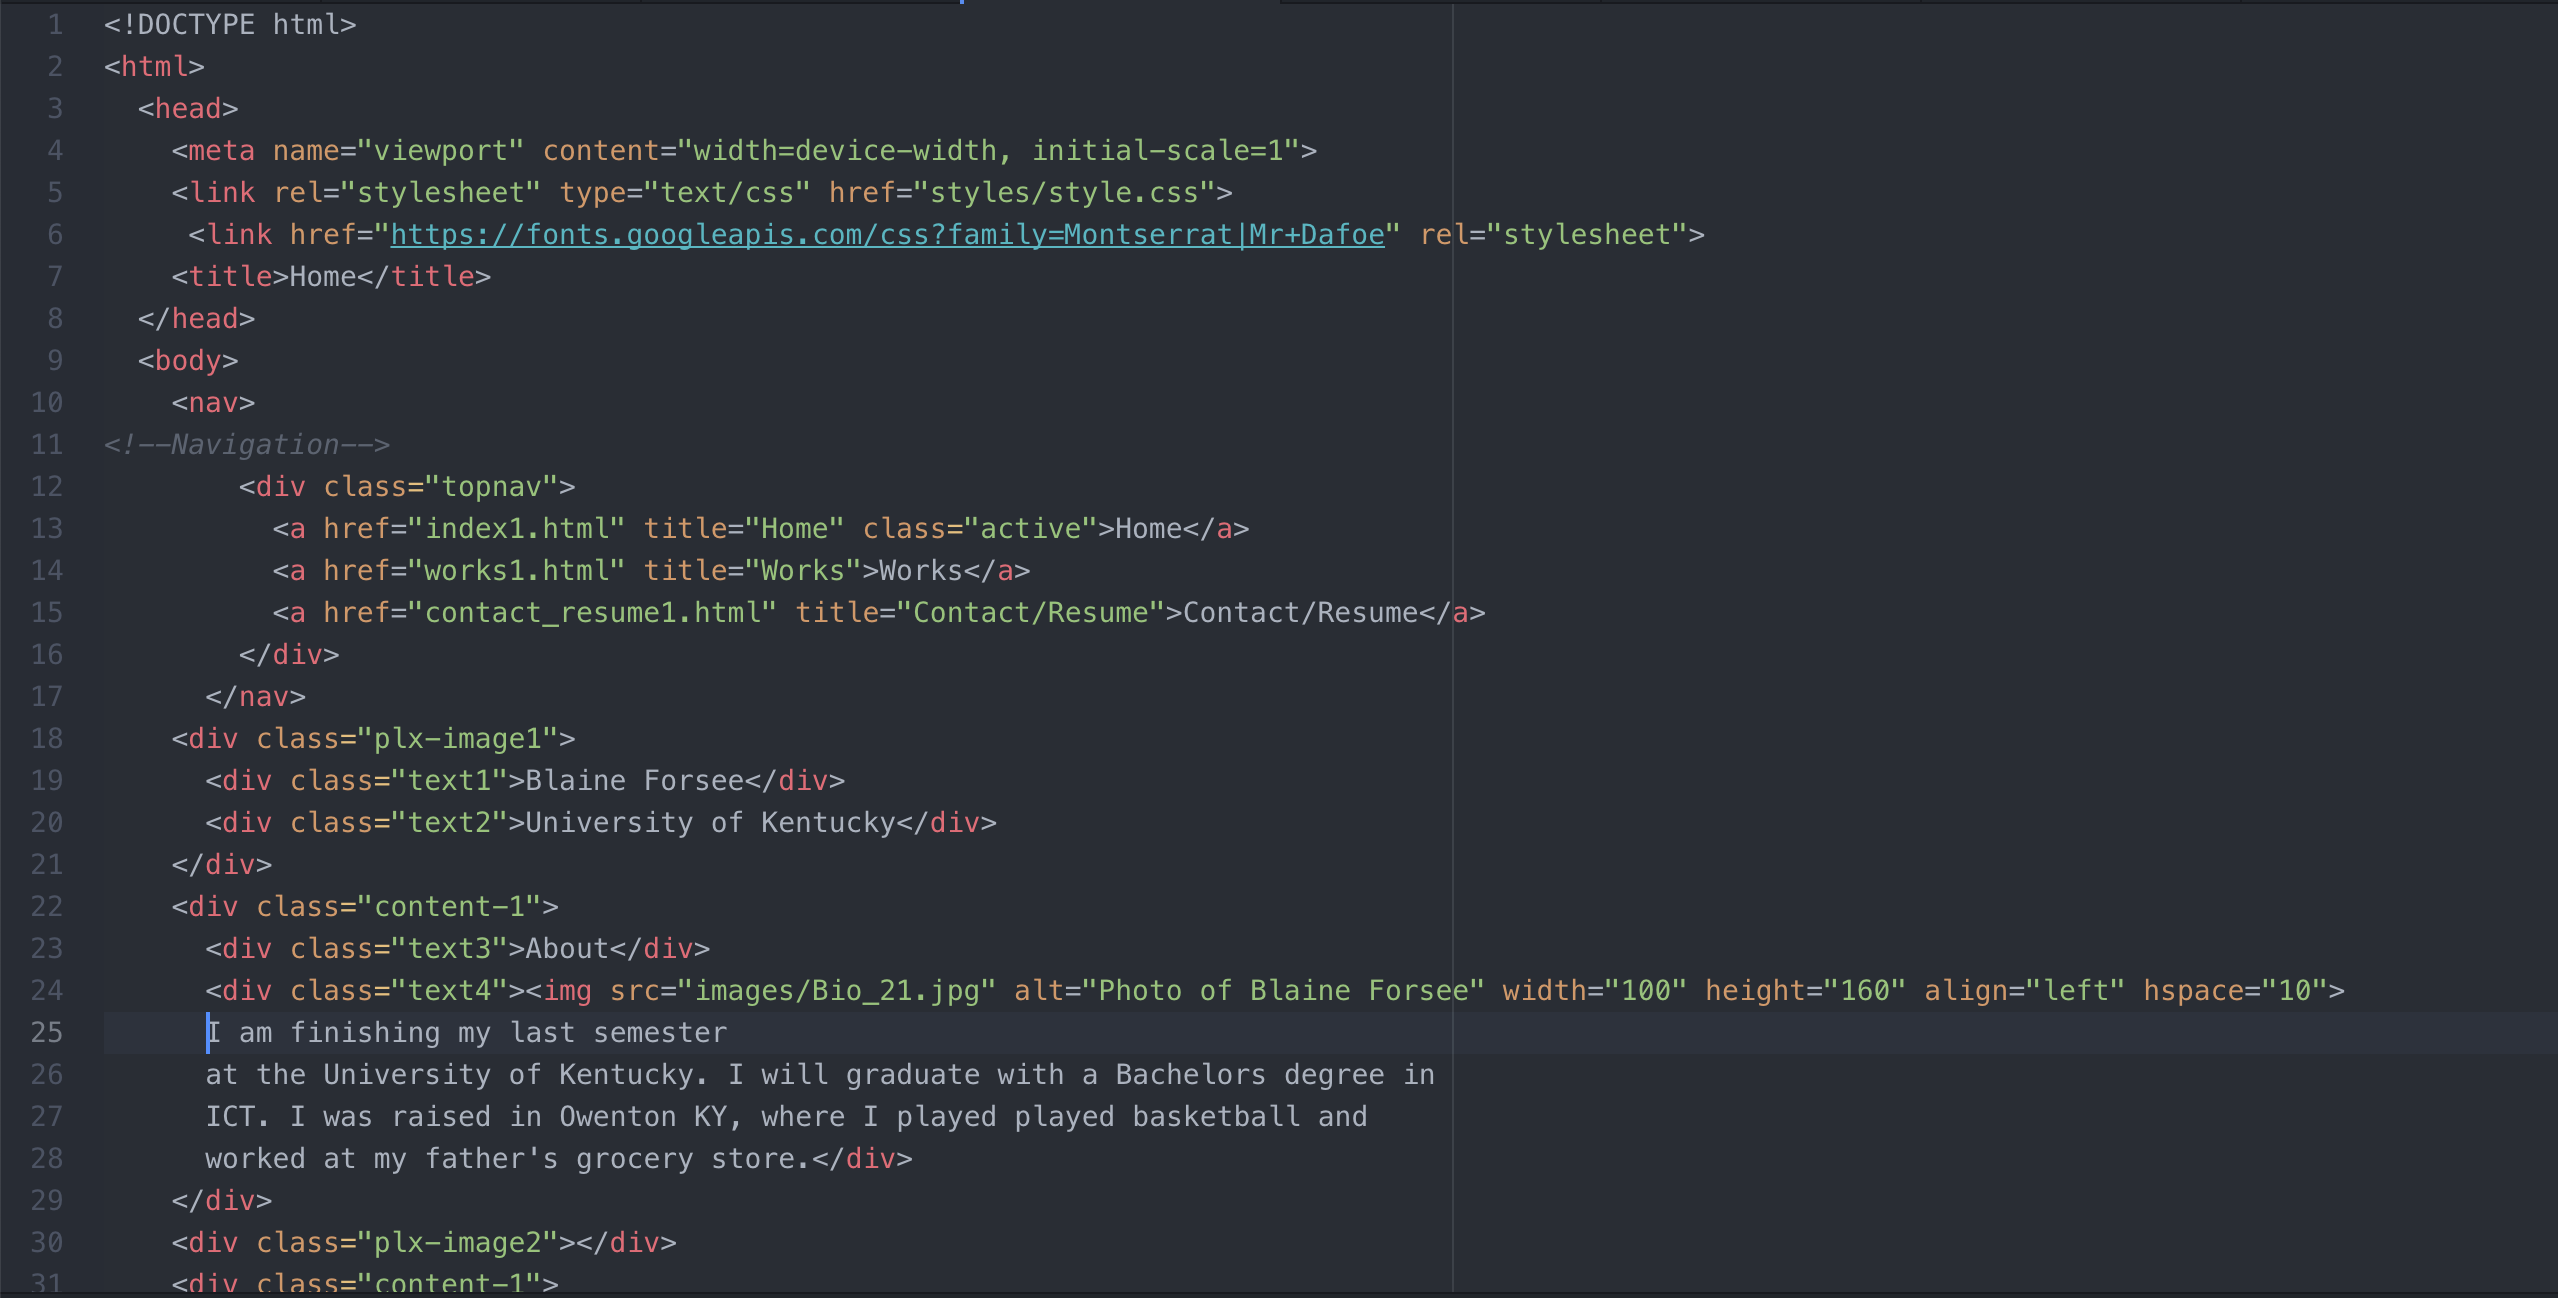 1 <!DOCTYPE html>
2 <html>
3   <head>
4     <meta name="viewport" content="width=device-width, initial-scale=1">
5     <link rel="stylesheet" type="text/css" href="styles/style.css">
6      <link href="https://fonts.googleapis.com/css?family=Montserrat|Mr+Dafoe" rel="stylesheet">
7     <title>Home</title>
8   </head>
9   <body>
10     <nav>
11 <!--Navigation-->
12         <div class="topnav">
13           <a href="index1.html" title="Home" class="active">Home</a>
14           <a href="works1.html" title="Works">Works</a>
15           <a href="contact_resume1.html" title="Contact/Resume">Contact/Resume</a>
16         </div>
17       </nav>
18     <div class="plx-image1">
19       <div class="text1">Blaine Forsee</div>
20       <div class="text2">University of Kentucky</div>
21     </div>
22     <div class="content-1">
23       <div class="text3">About</div>
24       <div class="text4"><img src="images/Bio_21.jpg" alt="Photo of Blaine Forsee" width="100" height="160" align="left" hspace="10">
25       I am finishing my last semester
26       at the University of Kentucky. I will graduate with a Bachelors degree in
27       ICT. I was raised in Owenton KY, where I played played basketball and
28       worked at my father's grocery store.</div>
29     </div>
30     <div class="plx-image2"></div>
31     <div class="content-1">